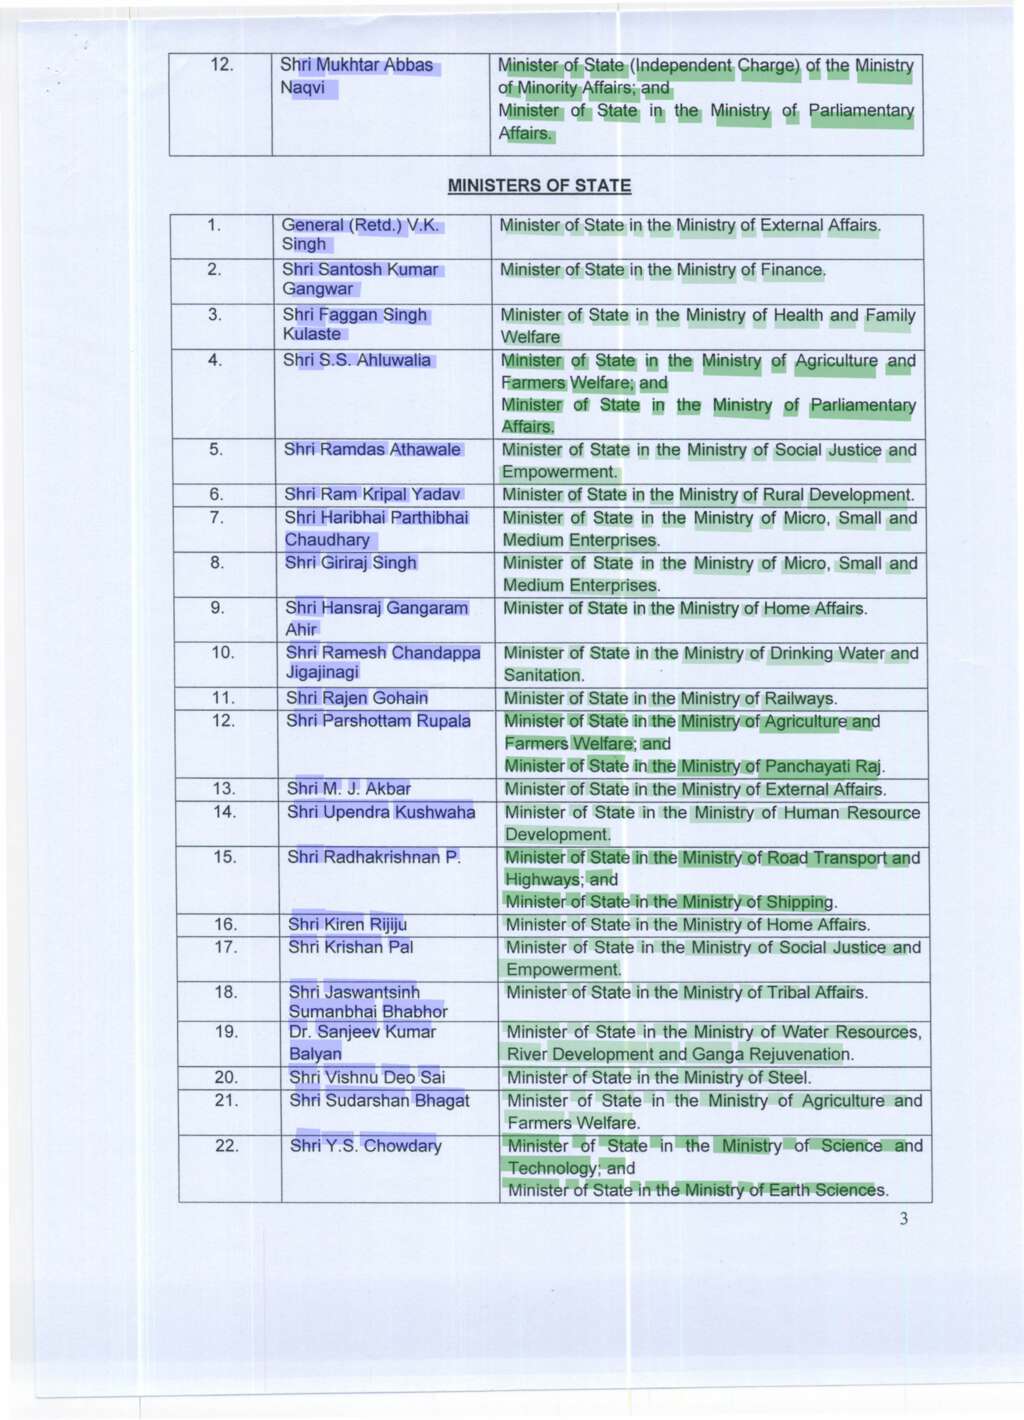 12. Shri Mukhtar Abbas Minister of State (Independent Charge) of the Ministry
Naqvi of Minority Affairs; and
Minister of State in the Ministry of Parliamentary
Affairs.
MINISTERS OF STATE
1. General (Retd.) V.K. Minister of State in the Ministry of External Affairs.
Singh
2. Shri Santosh Kumar Minister of State in the Ministry of Finance.
Gangwar
3. Shri Faggan Singh Minister of State in the Ministry of Health and Family
Kulaste Welfare
4. Shri S.S. Ahluwalia Minister of State in the Ministry of Agriculture and
Farmers Welfare; and
Minister of State in the Ministry of Parliamentary
Affairs.
5. Shri Ramdas Athawale Minister of State in the Ministry of Social Justice and
Empowerment.
6. Shri Ram Kripal Yadav Minister of State in the Ministry of Rural Development.
7. Shri Haribhai Parthibhai Minister of State in the Ministry of Micro, Small and
Chaudhary Medium Enterprises.
8. Shri Giriraj Singh Minister of State in the Ministry of Micro, Small and
Medium Enterprises.
9. Shri Hansraj Gangaram Minister of State in the Ministry of Home Affairs.
Ahir
10. Shri Ramesh Chandappa Minister of State in the Ministry of Drinking Water and
Jigajinagi Sanitation.
11. Shri Rajen Gohain Minister of State in the Ministry of Railways.
12. Shri Parshottam Rupala Minister of State in the Ministry of Agriculture and
Farmers Welfare; and
Minister of State in the Ministry of Panchayati Raj.
13. Shri M. J. Akbar Minister of State in the Ministry of External Affairs.
14. Shri Upendra Kushwaha Minister of State in the Ministry of Human Resource
Development.
15. Shri Radhakrishnan P. Minister of State in the Ministry of Road Transport and
Highways; and
Minister of State in the Ministry of Shipping.
16. Shri Kiren Rijiju Minister of State in the Ministry of Home Affairs.
17. Shri Krishan Pal Minister of State in the Ministry of Social Justice and
Empowerment.
18. Shri Jaswantsinh Minister of State in the Ministry of Tribal Affairs.
Sumanbhai Bhabhor
19. Dr. Sanjeev Kumar Minister of State in the Ministry of Water Resources,
Balyan River Development and Ganga Rejuvenation.
20. Shri Vishnu Deo Sai Minister of State in the Ministry of Steel.
21. Shri Sudarshan Bhagat Minister of State in the Ministry of Agriculture and
Farmers Welfare.
22. Shri Y.S. Chowdary Minister of State in the Ministry of Science and
Technology; and
Minister of State in the Ministry of Earth Sciences.
3